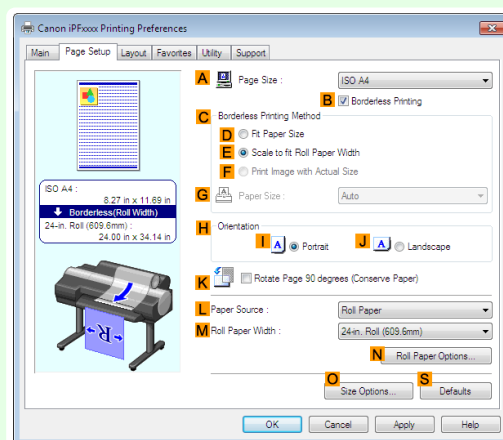 Canon iPFxxxx Printing Preferences
Main Page Setup Layout Favorites Utility Support
A Page Size : ISO A4
B Borderless Printing
C Borderless Printing Method
D Fit Paper Size
E Scale to fit Roll Paper Width
F Print Image with Actual Size
ISO A4 :
8.27 in x 11.69 in
Borderless(Roll Width)
24-in. Roll (609.6mm) :
24.00 in x 34.14 in
G Paper Size : Auto
H Orientation
I A Portrait J A Landscape
K Rotate Page 90 degrees (Conserve Paper)
L Paper Source : Roll Paper
M Roll Paper Width : 24-in. Roll (609.6mm)
R
N Roll Paper Options...
O Size Options... S Defaults
OK Cancel Apply Help